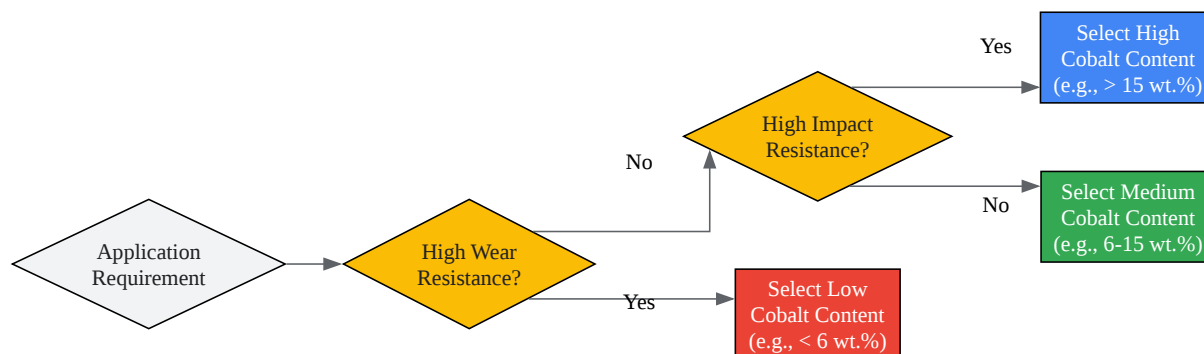 Application
Requirement
High Wear
Resistance?
No
Yes
High Impact
Resistance?
Yes
No
Select High
Cobalt Content
(e.g., > 15 wt.%)
Select Medium
Cobalt Content
(e.g., 6-15 wt.%)
Select Low
Cobalt Content
(e.g., < 6 wt.%)